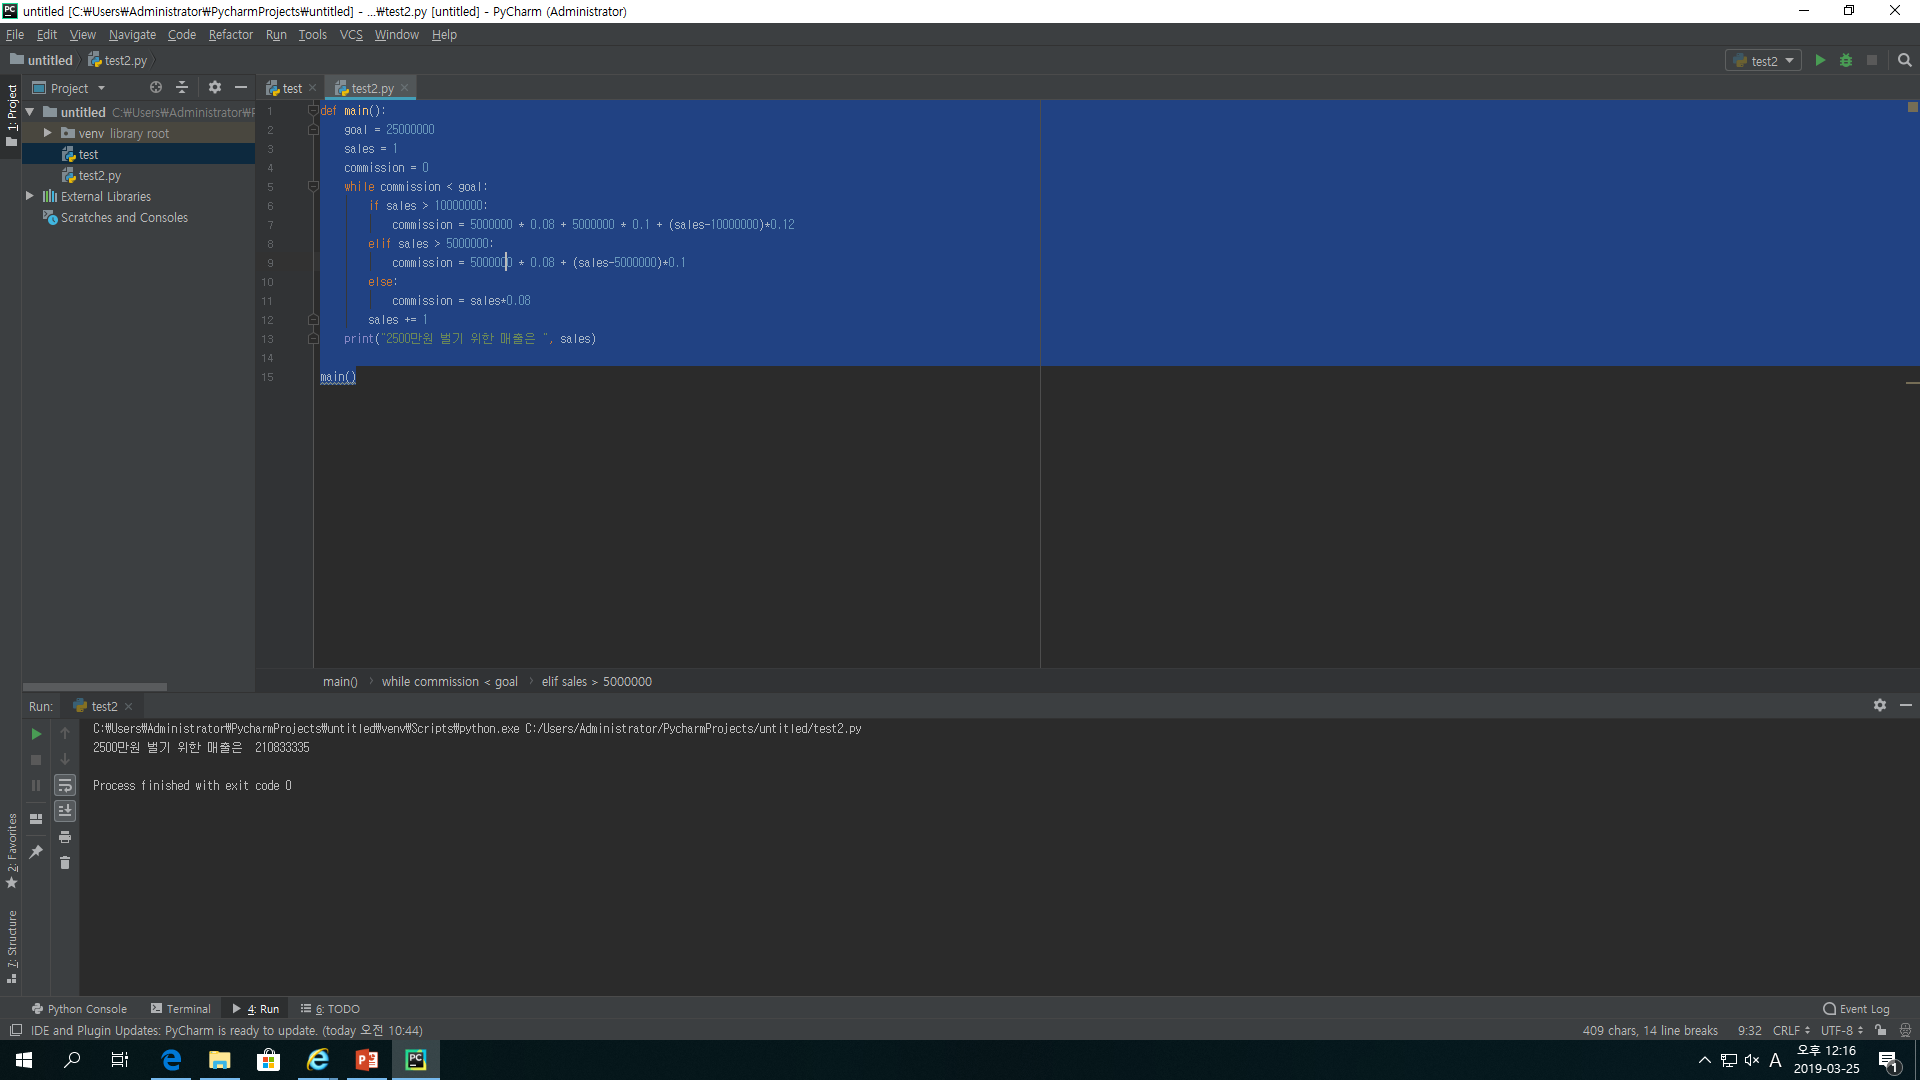 untitled [C:₩Users₩Administrator₩PycharmProjects₩untitled] - ...₩test2.py [untitled] - PyCharm (Administrator)
File Edit View Navigate Code Refactor Run Tools VCS Window Help
untitled test2.py
test2
1: Project
Project
test test2.py
untitled C:₩Users₩Administrator₩P
venv library root
test
test2.py
External Libraries
Scratches and Consoles
1 def main():
2 goal = 25000000
3 sales = 1
4 commission = 0
5 while commission < goal:
6 if sales > 10000000:
7 commission = 5000000 * 0.08 + 5000000 * 0.1 + (sales-10000000)*0.12
8 elif sales > 5000000:
9 commission = 5000000 * 0.08 + (sales-5000000)*0.1
10 else:
11 commission = sales*0.08
12 sales += 1
13 print("2500만원 벌기 위한 매출은 ", sales)
14
15 main()
main() while commission < goal elif sales > 5000000
Run: test2
C:₩Users₩Administrator₩PycharmProjects₩untitled₩venv₩Scripts₩python.exe C:/Users/Administrator/PycharmProjects/untitled/test2.py
2500만원 벌기 위한 매출은 210833335
Process finished with exit code 0
2: Favorites
7: Structure
Python Console Terminal 4: Run 6: TODO Event Log
IDE and Plugin Updates: PyCharm is ready to update. (today 오전 10:44) 409 chars, 14 line breaks 9:32 CRLF UTF-8
A 오후 12:16
2019-03-25
1